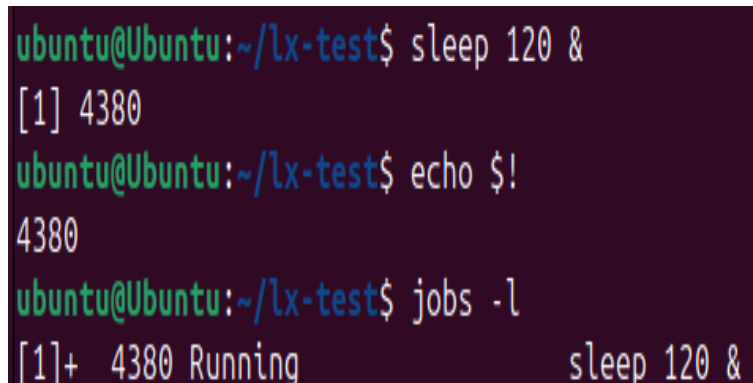 ubuntu@Ubuntu:~/lx-test$ sleep 120 &
[1] 4380
ubuntu@Ubuntu:~/lx-test$ echo $!
4380
ubuntu@Ubuntu:~/lx-test$ jobs -l
[1]+  4380 Running                 sleep 120 &